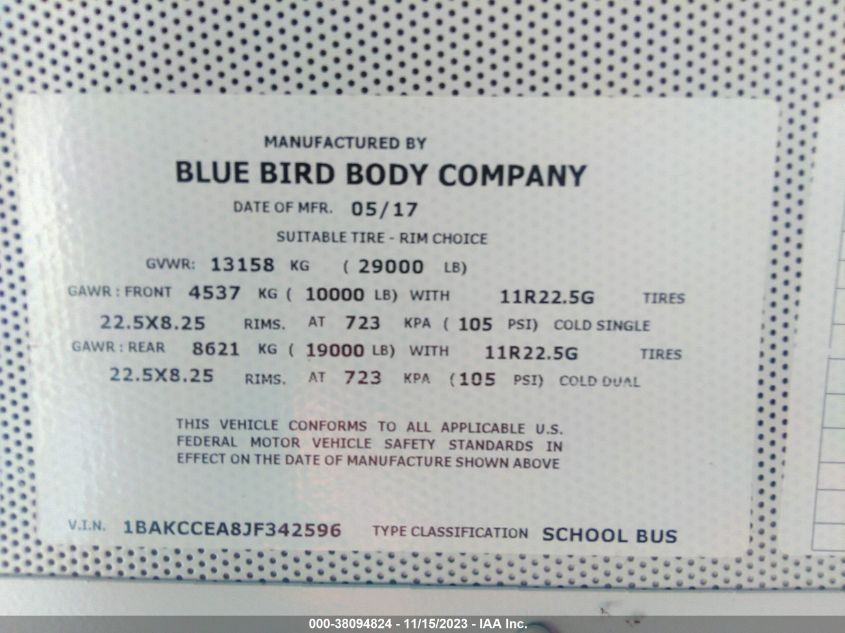 MANUFACTURED BY
BLUE BIRD BODY COMPANY
DATE OF MFR. 05/17
SUITABLE TIRE - RIM CHOICE
GVWR: 13158 KG ( 29000 LB)
GAWR : FRONT 4537 KG ( 10000 LB) WITH 11R22.5G TIRES
22.5X8.25 RIMS. AT 723 KPA ( 105 PSI) COLD SINGLE
GAWR : REAR 8621 KG ( 19000 LB) WITH 11R22.5G TIRES
22.5X8.25 RIMS. AT 723 KPA ( 105 PSI) COLD DUAL
THIS VEHICLE CONFORMS TO ALL APPLICABLE U.S.
FEDERAL MOTOR VEHICLE SAFETY STANDARDS IN
EFFECT ON THE DATE OF MANUFACTURE SHOWN ABOVE
V.I.N. 1BAKCCEA8JF342596 TYPE CLASSIFICATION SCHOOL BUS
000-38094824 - 11/15/2023 - IAA Inc.